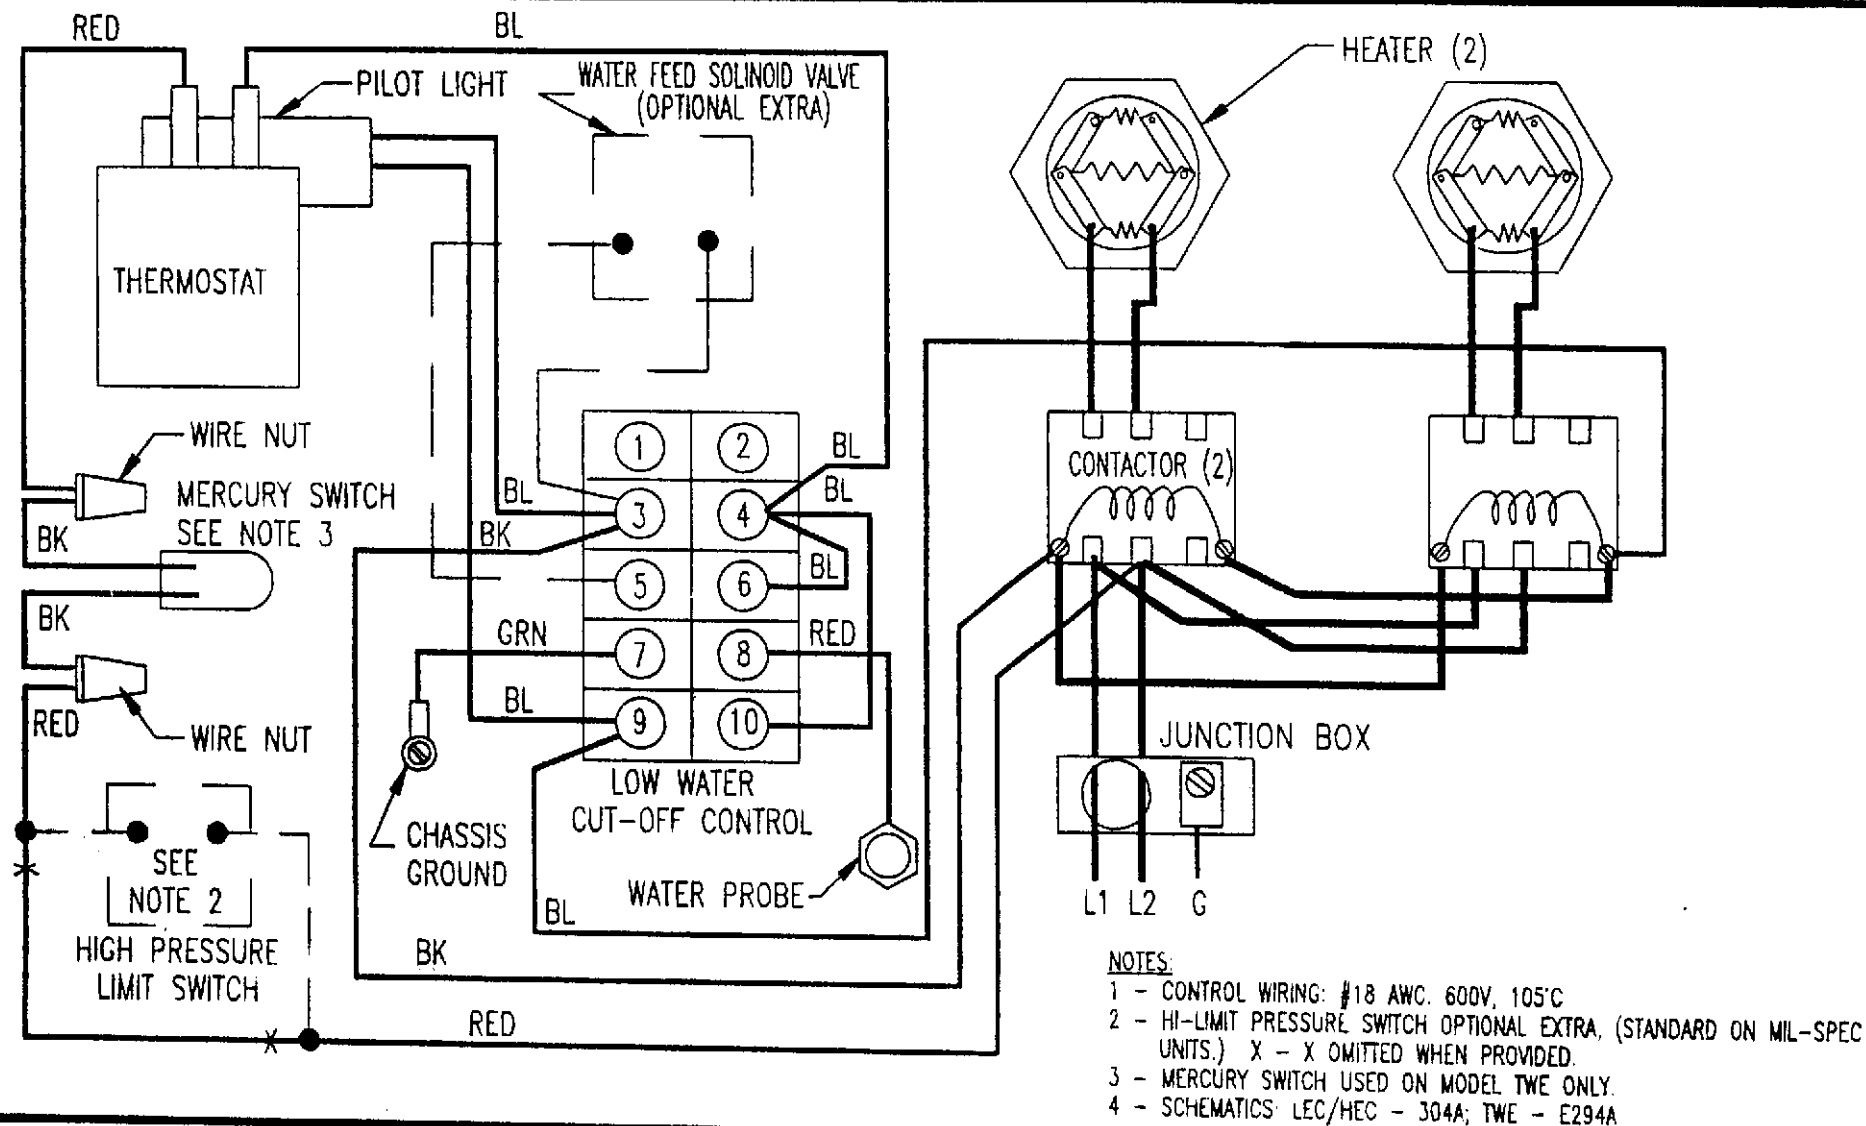 RED
BL
PILOT LIGHT
WATER FEED SOLINOID VALVE
(OPTIONAL EXTRA)
HEATER (2)
THERMOSTAT
WIRE NUT
MERCURY SWITCH
SEE NOTE 3
BK
BK
RED
WIRE NUT
SEE
NOTE 2
HIGH PRESSURE
LIMIT SWITCH
BL
BK
GRN
BL
1
2
3
4
5
6
7
8
9
10
BL
BL
BL
RED
LOW WATER
CUT-OFF CONTROL
CHASSIS
GROUND
WATER PROBE
BL
BK
RED
CONTACTOR (2)
JUNCTION BOX
L1 L2 G
NOTES:
1 - CONTROL WIRING: #18 AWC. 600V, 105°C
2 - HI-LIMIT PRESSURE SWITCH OPTIONAL EXTRA, (STANDARD ON MIL-SPEC
UNITS.) X - X OMITTED WHEN PROVIDED.
3 - MERCURY SWITCH USED ON MODEL TWE ONLY.
4 - SCHEMATICS LEC/HEC - 304A; TWE - E294A